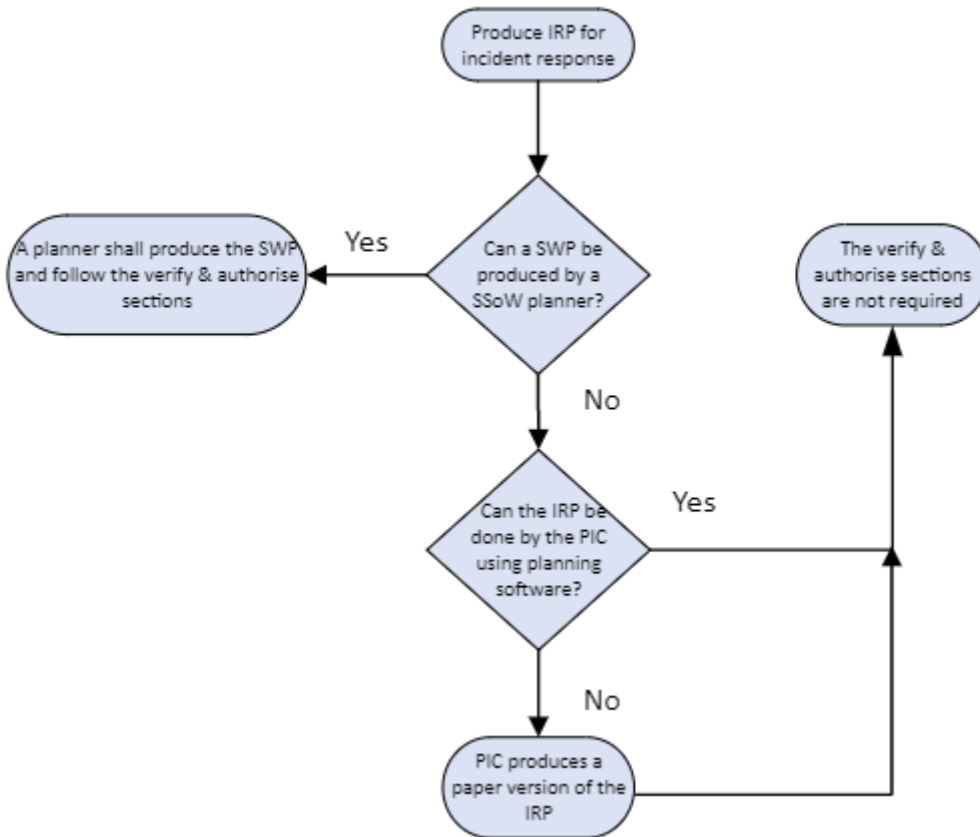 Produce IRP for
incident response
Can a SWP be
produced by a
SSoW planner?
Yes
A planner shall produce the SWP
and follow the verify & authorise
sections
No
Can the IRP be
done by the PIC
using planning
software?
Yes
The verify &
authorise sections
are not required
No
PIC produces a
paper version of the
IRP